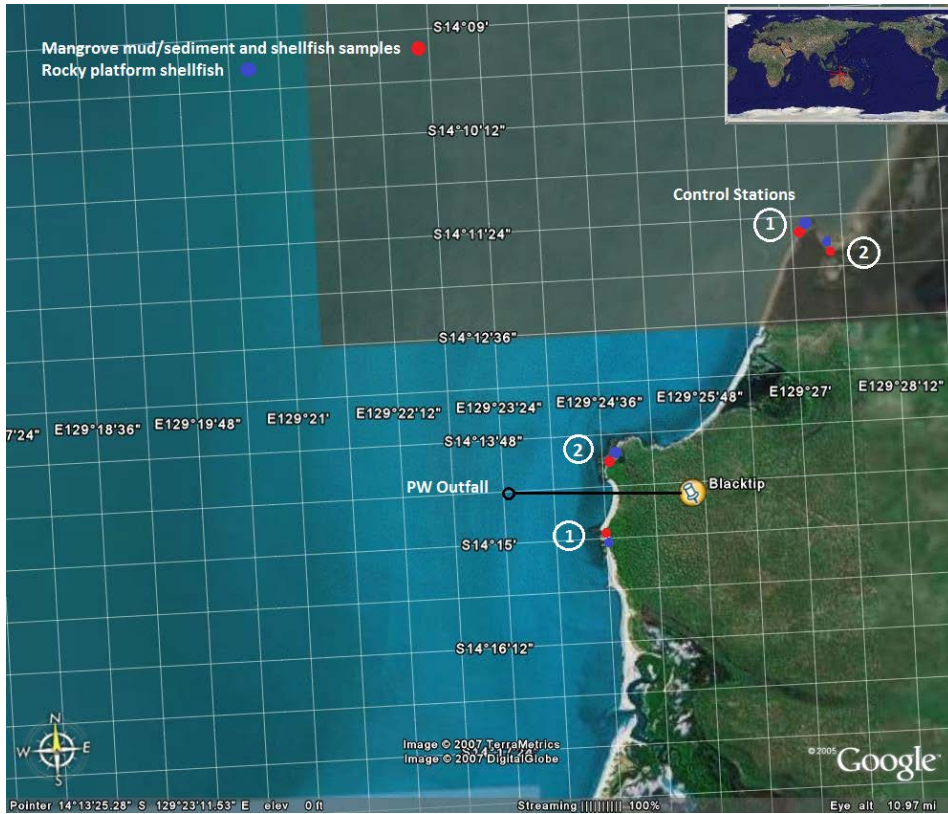 S14°09'
Mangrove mud/sediment and shellfish samples
Rocky platform shellfish
S14°10'12"
Control Stations
1
2
S14°11'24"
S14°12'36"
7'24" E129°18'36" E129°19'48" E129°21' E129°22'12" E129°23'24" E129°24'36" E129°25'48" E129°27' E129°28'12"
S14°13'48"
2
PW Outfall
Blacktip
1
S14°15'
S14°16'12"
N
W E
S
Image © 2007 TerraMetrics
Image © 2007 DigitalGlobe
©2005 Google
Pointer 14°13'25.28" S 129°23'11.53" E elev 0 ft Streaming |||||||||| 100% Eye alt 10.97 mi